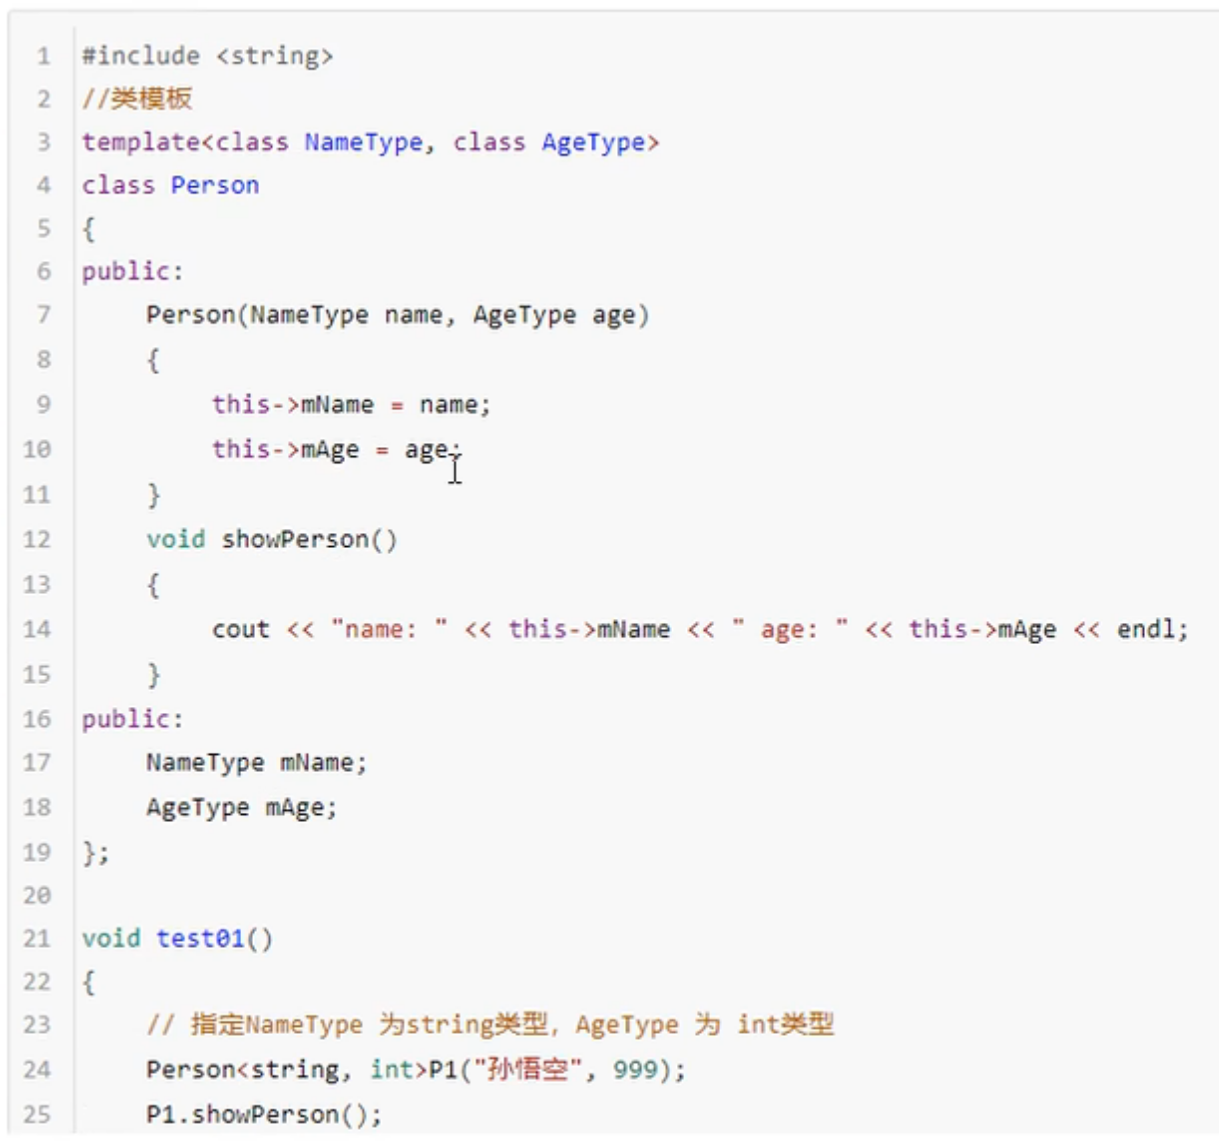 1 #include <string>
2 //类模板
3 template<class NameType, class AgeType>
4 class Person
5 {
6 public:
7 Person(NameType name, AgeType age)
8 {
9 this->mName = name;
10 this->mAge = age;
11 }
12 void showPerson()
13 {
14 cout << "name: " << this->mName << " age: " << this->mAge << endl;
15 }
16 public:
17 NameType mName;
18 AgeType mAge;
19 };
20
21 void test01()
22 {
23 // 指定NameType 为string类型, AgeType 为 int类型
24 Person<string, int>P1("孙悟空", 999);
25 P1.showPerson();